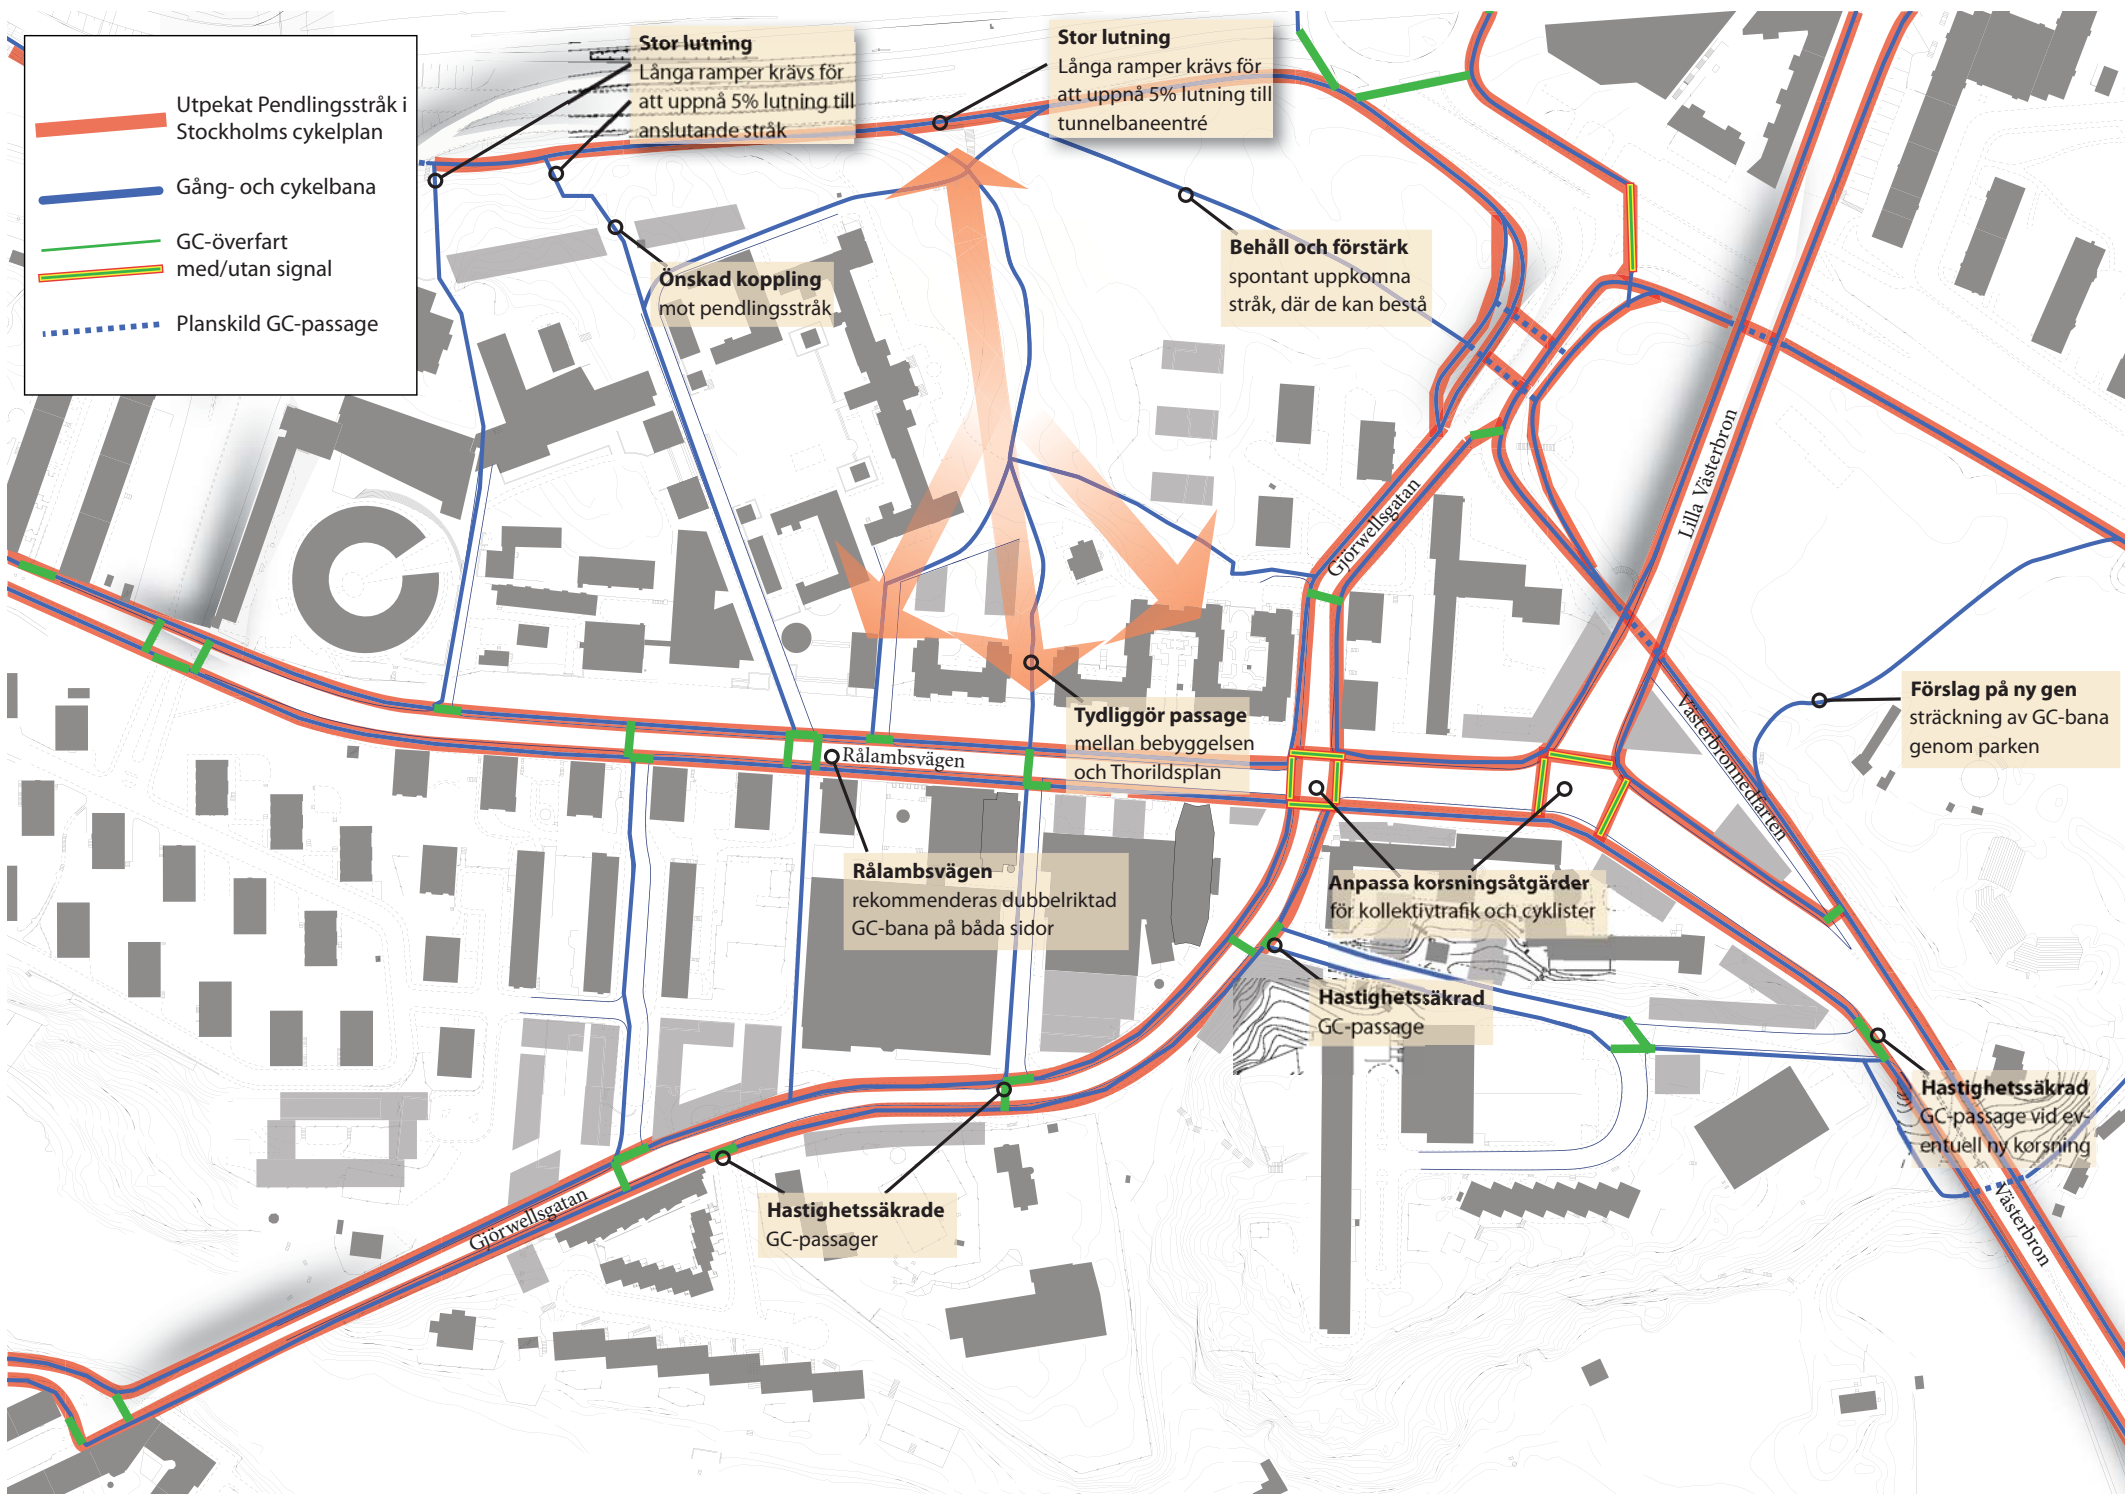 Utpekat Pendlingsstråk i
Stockholms cykelplan
Gång- och cykelbana
GC-överfart
med/utan signal
Planskild GC-passage
Stor lutning
Långa ramper krävs för
att uppnå 5% lutning till
anslutande stråk
Stor lutning
Långa ramper krävs för
att uppnå 5% lutning till
tunnelbaneentré
Önskad koppling
mot pendlingsstråk
Behåll och förstärk
spontant uppkomna
stråk, där de kan bestå
Lilla Västerbron
Gjörwellsgatan
Förslag på ny gen
sträckning av GC-bana
genom parken
Tydliggör passage
mellan bebyggelsen
och Thorildsplan
Västerbronedfarten
Rålambsvägen
Rålambsvägen
rekommenderas dubbelriktad
GC-bana på båda sidor
Anpassa korsningsåtgärder
för kollektivtrafik och cyklister
Hastighetssäkrad
GC-passage
Hastighetssäkrad
GC-passage vid ev-
entuell ny korsning
Västerbron
Hastighetssäkrade
GC-passager
Gjörwellsgatan